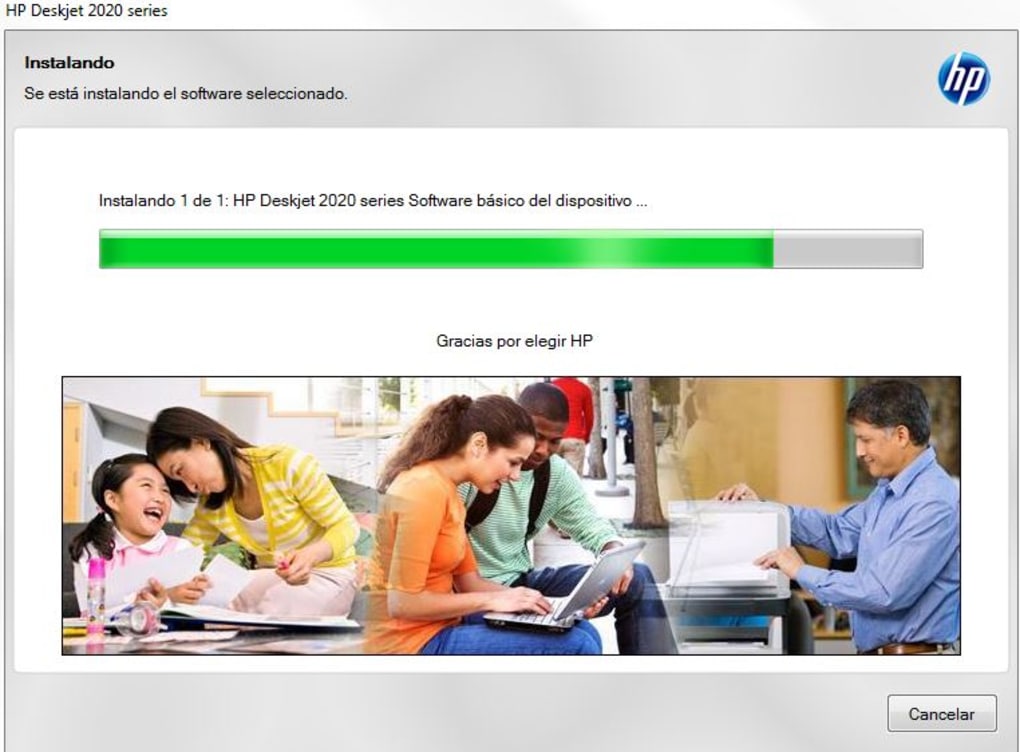 HP Deskjet 2020 series
Instalando
Se está instalando el software seleccionado.
hp
Instalando 1 de 1: HP Deskjet 2020 series Software básico del dispositivo ...
Gracias por elegir HP
Cancelar